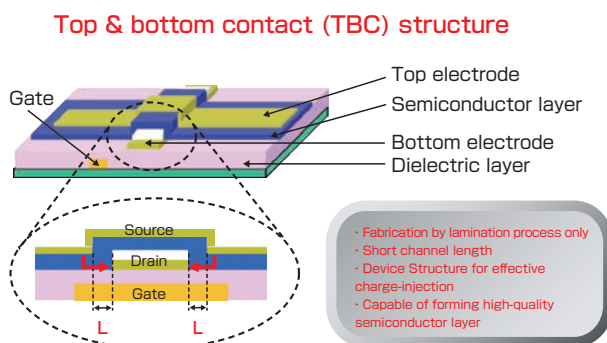 Top & bottom contact (TBC) structure
Top electrode
Gate
Semiconductor layer
Bottom electrode
Dielectric layer
Source
Drain
Gate
L
L
· Fabrication by lamination process only
· Short channel length
· Device Structure for effective
charge-injection
· Capable of forming high-quality
semiconductor layer